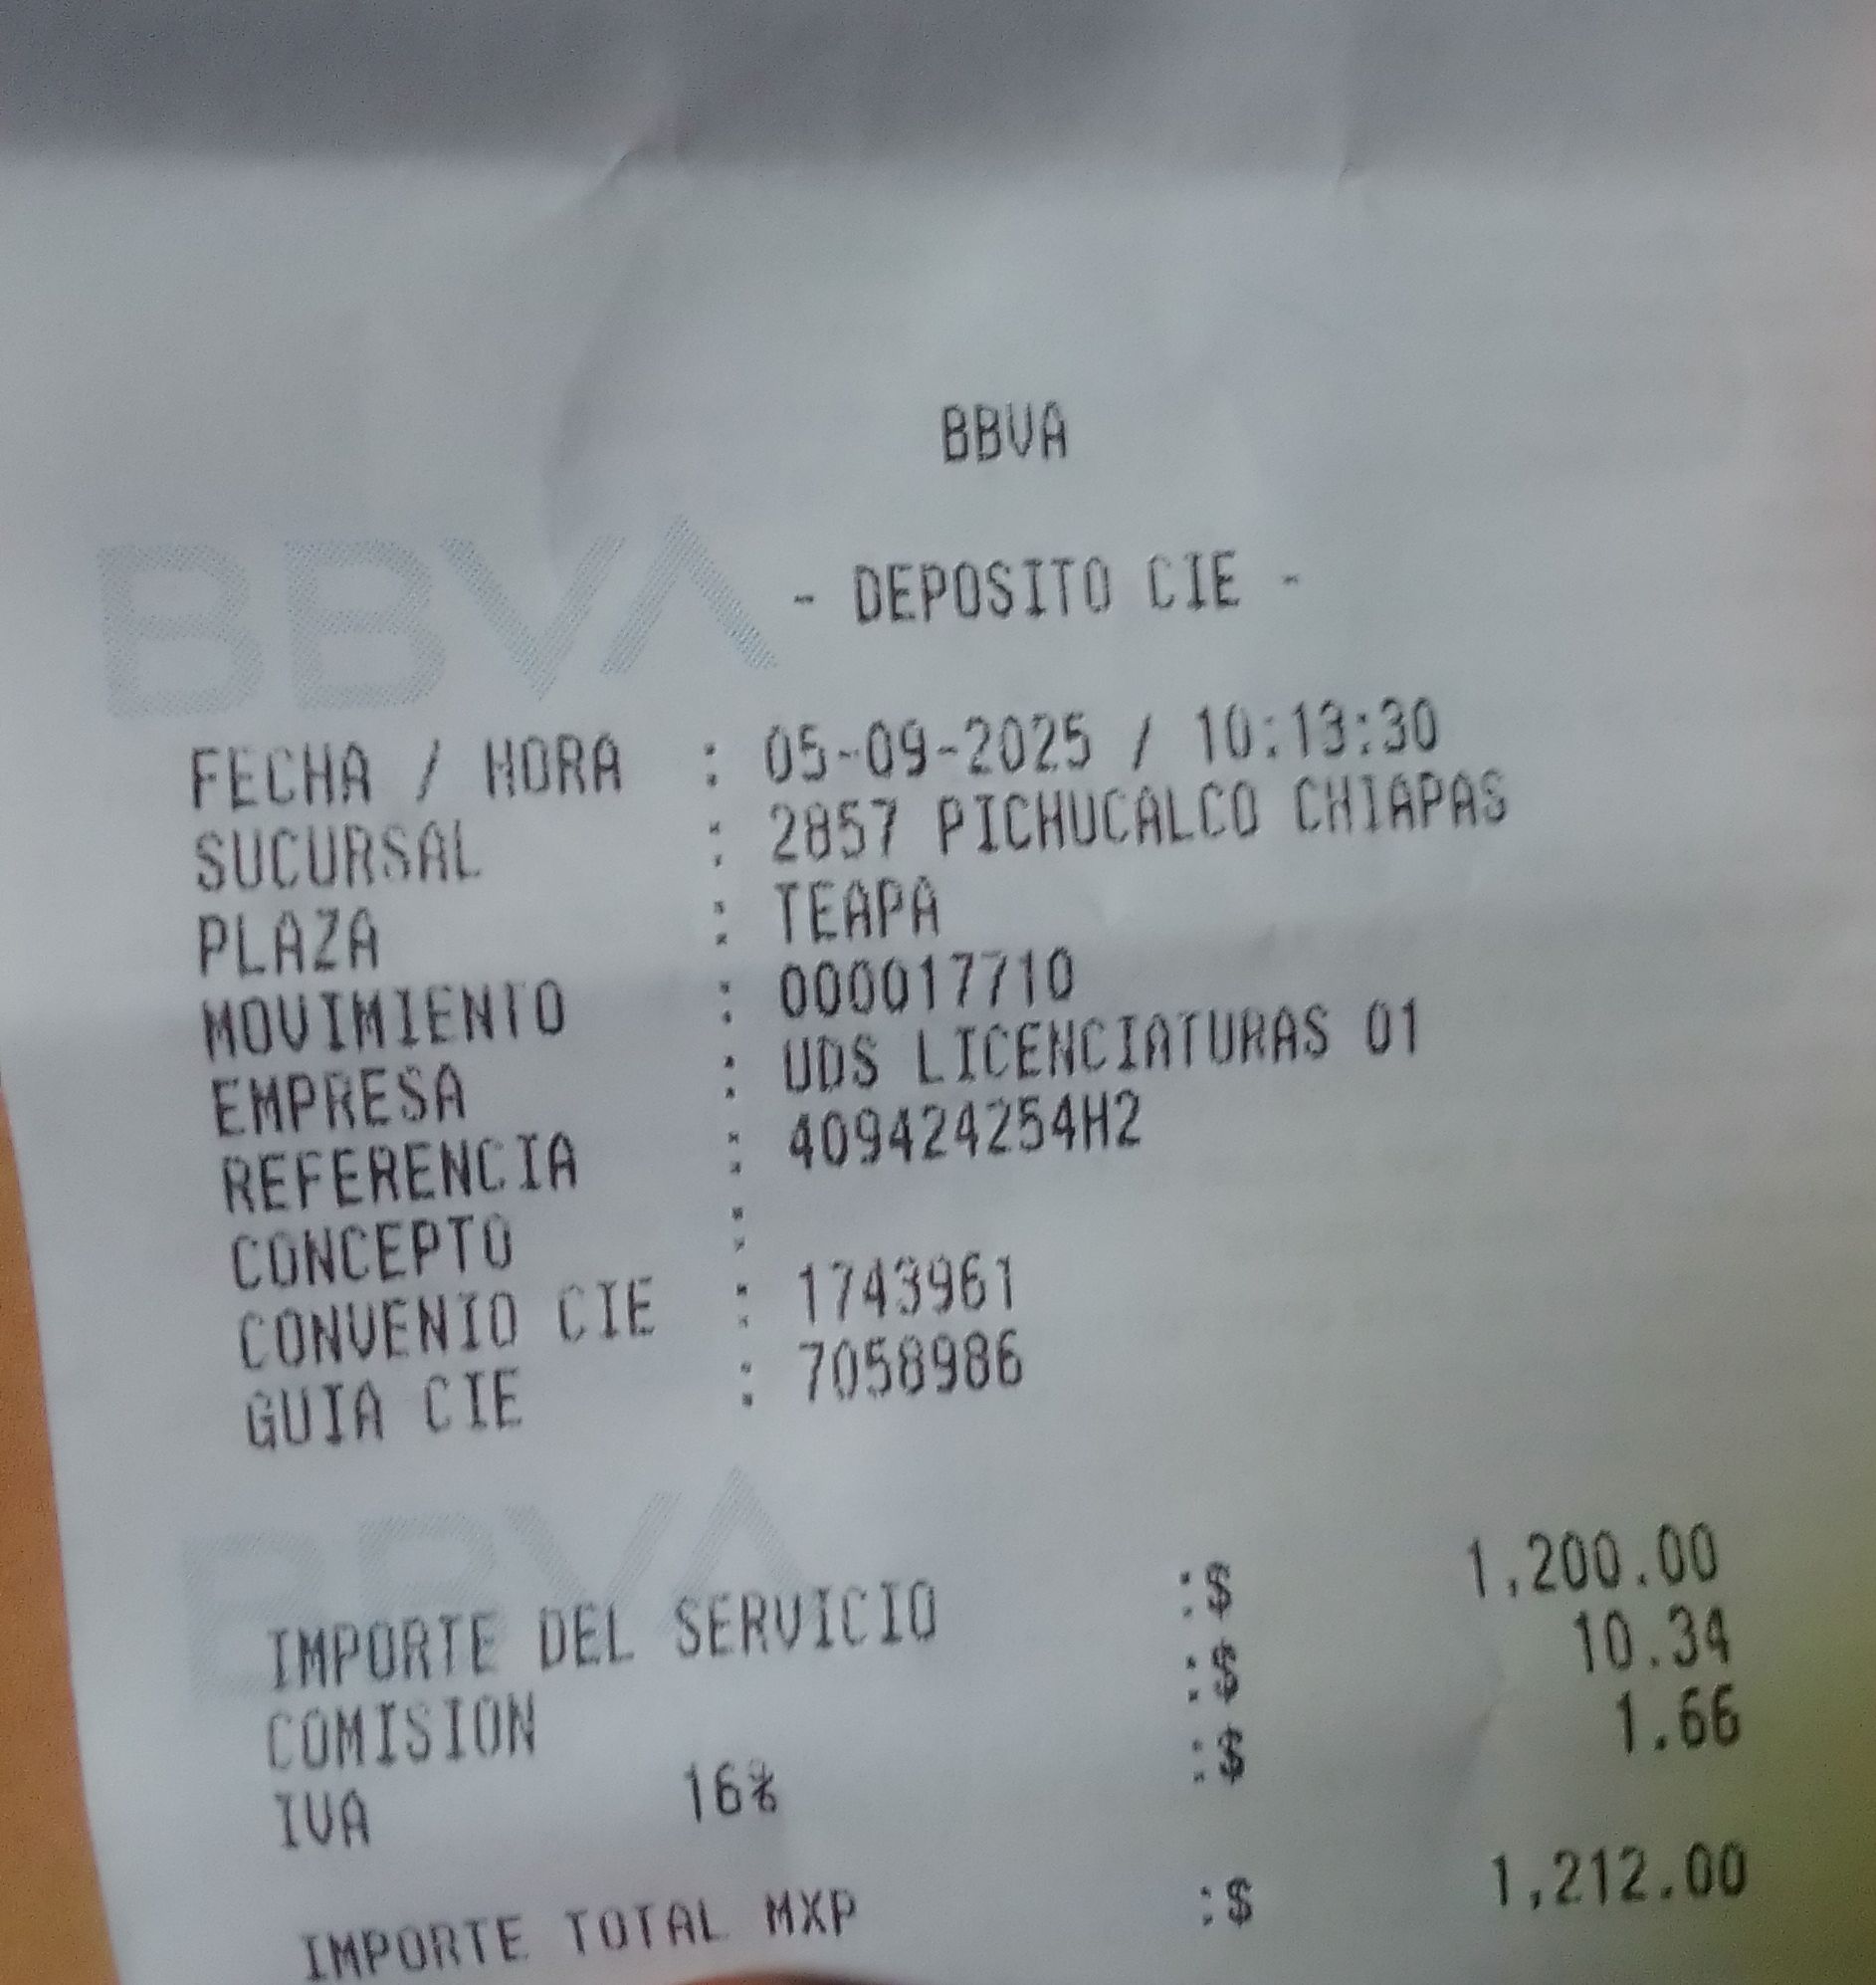 BBVA
BBVA
- DEPOSITO CIE -
FECHA / HORA : 05-09-2025 / 10:13:30
SUCURSAL : 2857 PICHUCALCO CHIAPAS
PLAZA : TEAPA
MOVIMIENTO : 000017710
EMPRESA : UDS LICENCIATURAS 01
REFERENCIA : 409424254H2
CONCEPTO :
CONVENIO CIE : 1743961
GUIA CIE : 7058986
BBVA
IMPORTE DEL SERVICIO :$ 1,200.00
COMISION :$ 10.34
IVA 16% :$ 1.66
IMPORTE TOTAL MXP :$ 1,212.00